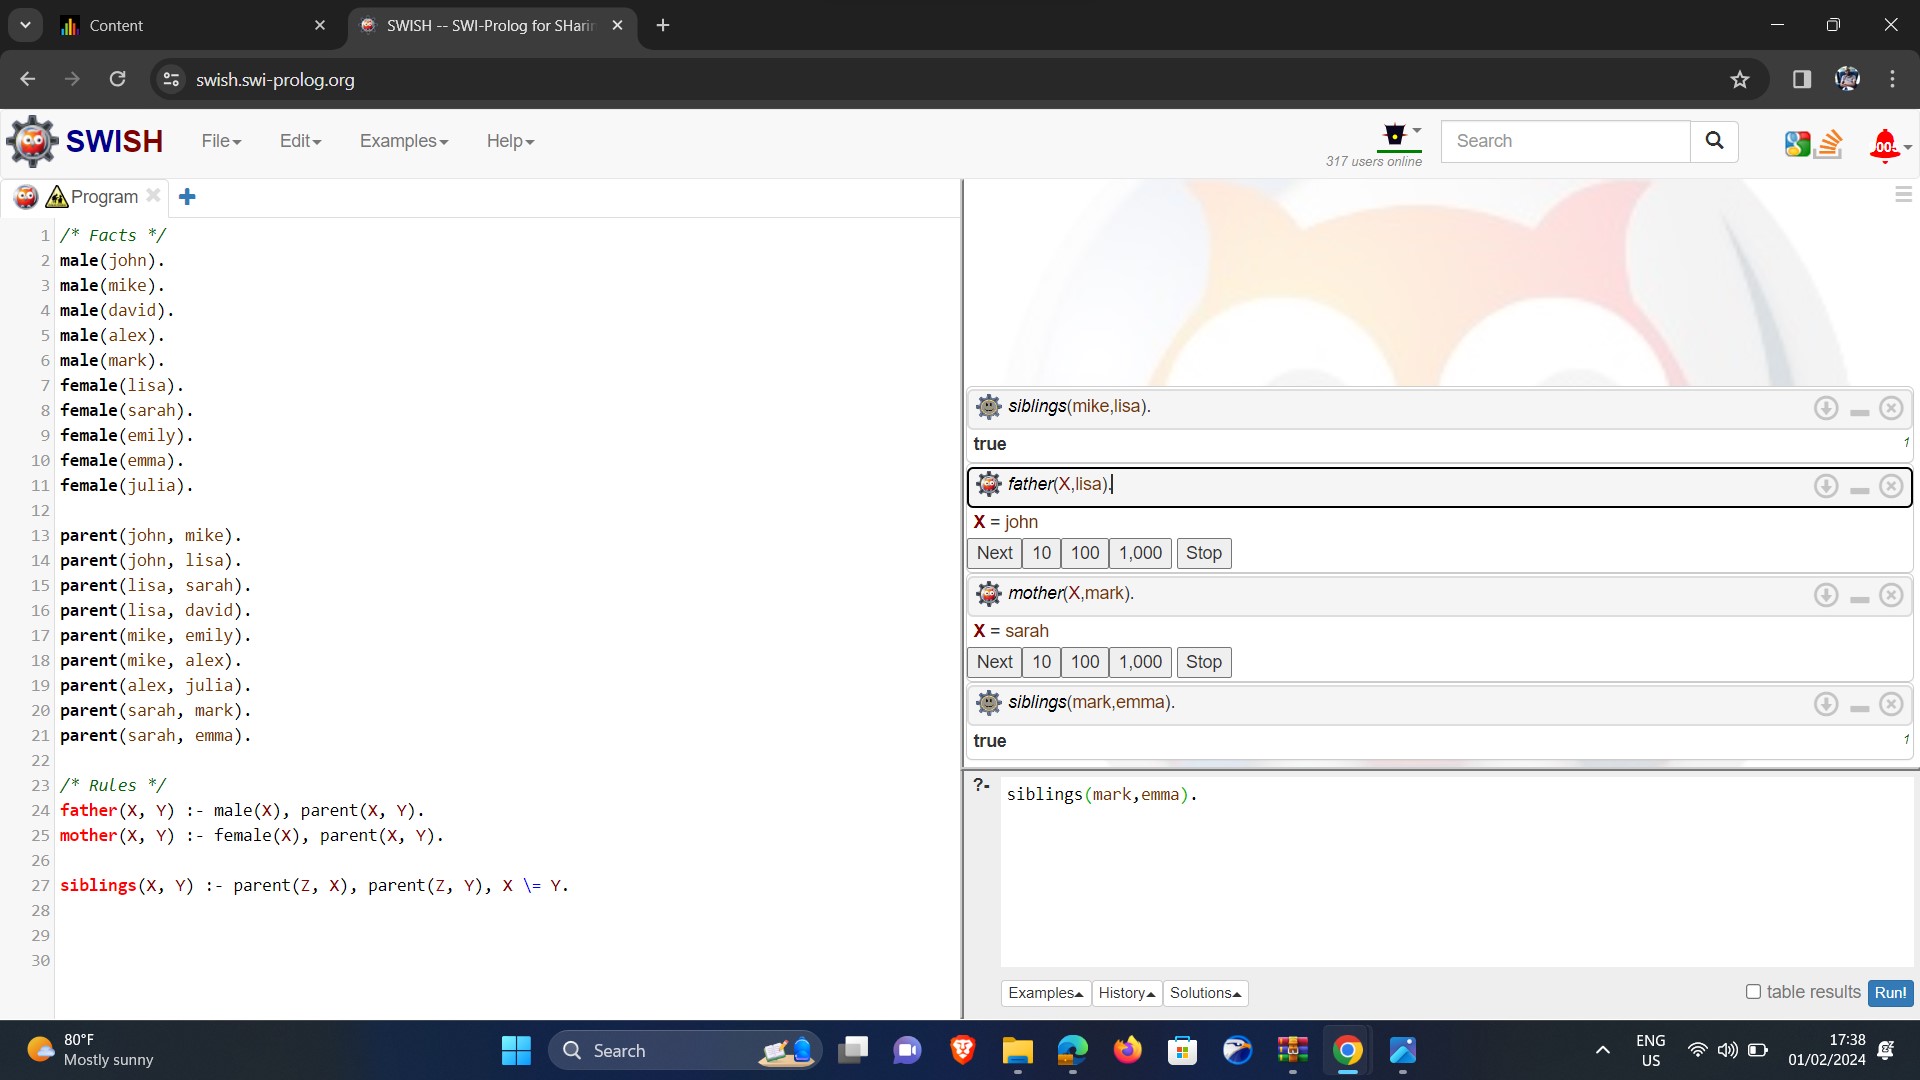 Content
SWISH -- SWI-Prolog for SHarin
swish.swi-prolog.org
SWISH
File
Edit
Examples
Help
317 users online
Search
Program
1 /* Facts */
2 male(john).
3 male(mike).
4 male(david).
5 male(alex).
6 male(mark).
7 female(lisa).
8 female(sarah).
9 female(emily).
10 female(emma).
11 female(julia).
12
13 parent(john, mike).
14 parent(john, lisa).
15 parent(lisa, sarah).
16 parent(lisa, david).
17 parent(mike, emily).
18 parent(mike, alex).
19 parent(alex, julia).
20 parent(sarah, mark).
21 parent(sarah, emma).
22
23 /* Rules */
24 father(X, Y) :- male(X), parent(X, Y).
25 mother(X, Y) :- female(X), parent(X, Y).
26
27 siblings(X, Y) :- parent(Z, X), parent(Z, Y), X \= Y.
28
29
30
siblings(mike,lisa).
true 1
father(X,lisa).
X = john
Next 10 100 1,000 Stop
mother(X,mark).
X = sarah
Next 10 100 1,000 Stop
siblings(mark,emma).
true 1
?- siblings(mark,emma).
Examples History Solutions
table results Run!
80°F
Mostly sunny
Search
ENG
US
17:38
01/02/2024